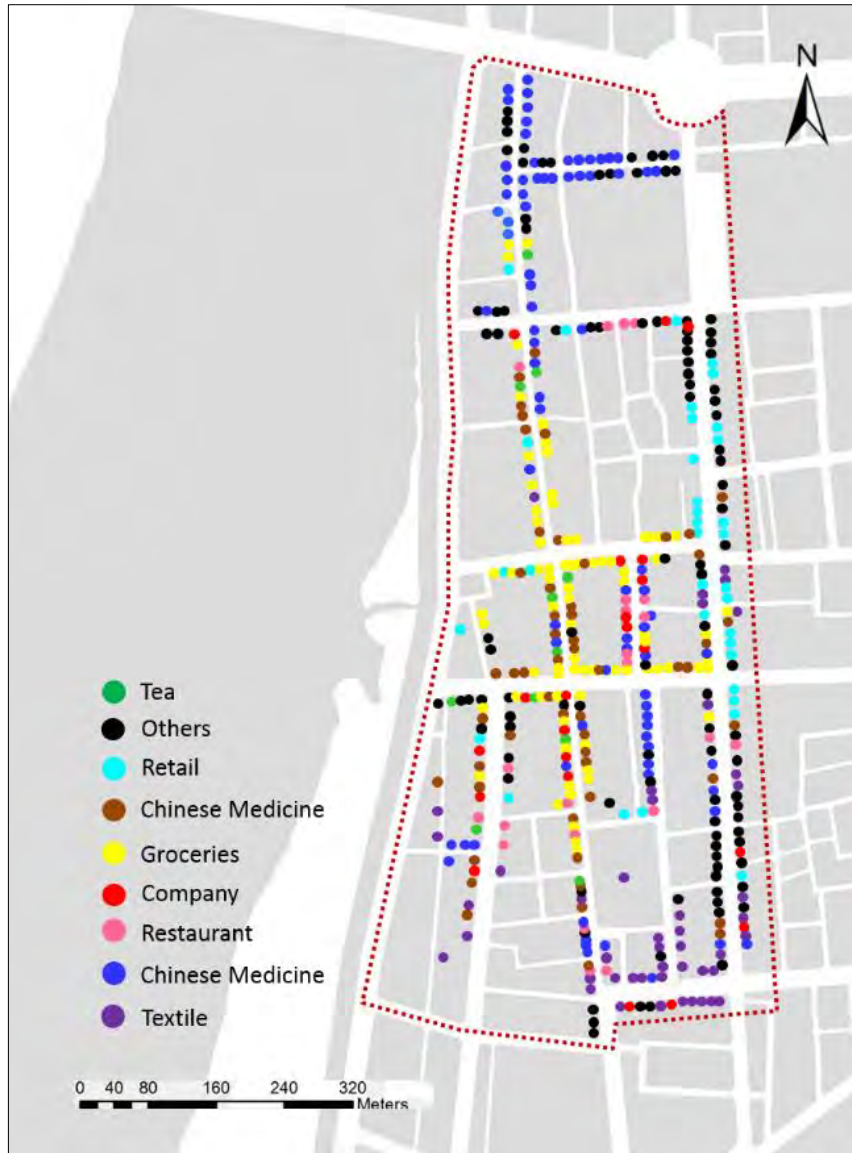 N
Tea
Others
Retail
Chinese Medicine
Groceries
Company
Restaurant
Chinese Medicine
Textile
0 40 80 160 240 320
Meters